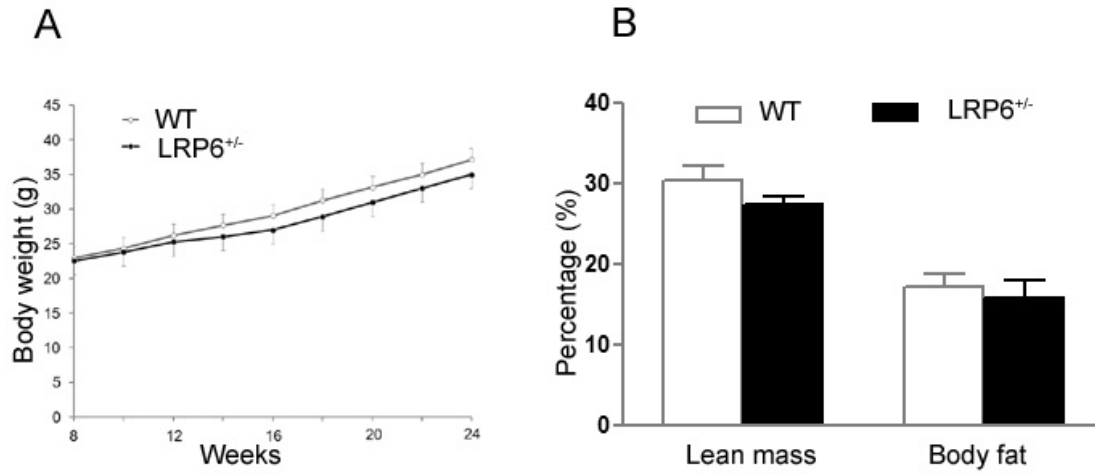 A
45
40
35
30
25
20
15
10
5
0
8
12
16
20
24
Body weight (g)
Weeks
WT
LRP6+/-
B
40
30
20
10
0
Percentage (%)
WT
LRP6+/-
Lean mass
Body fat